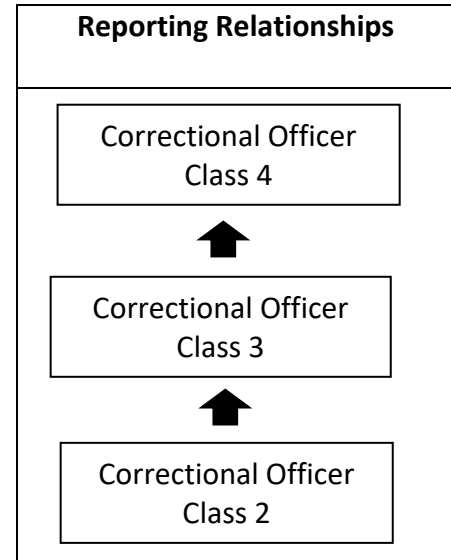 Reporting Relationships
Correctional Officer
Class 4
Correctional Officer
Class 3
Correctional Officer
Class 2